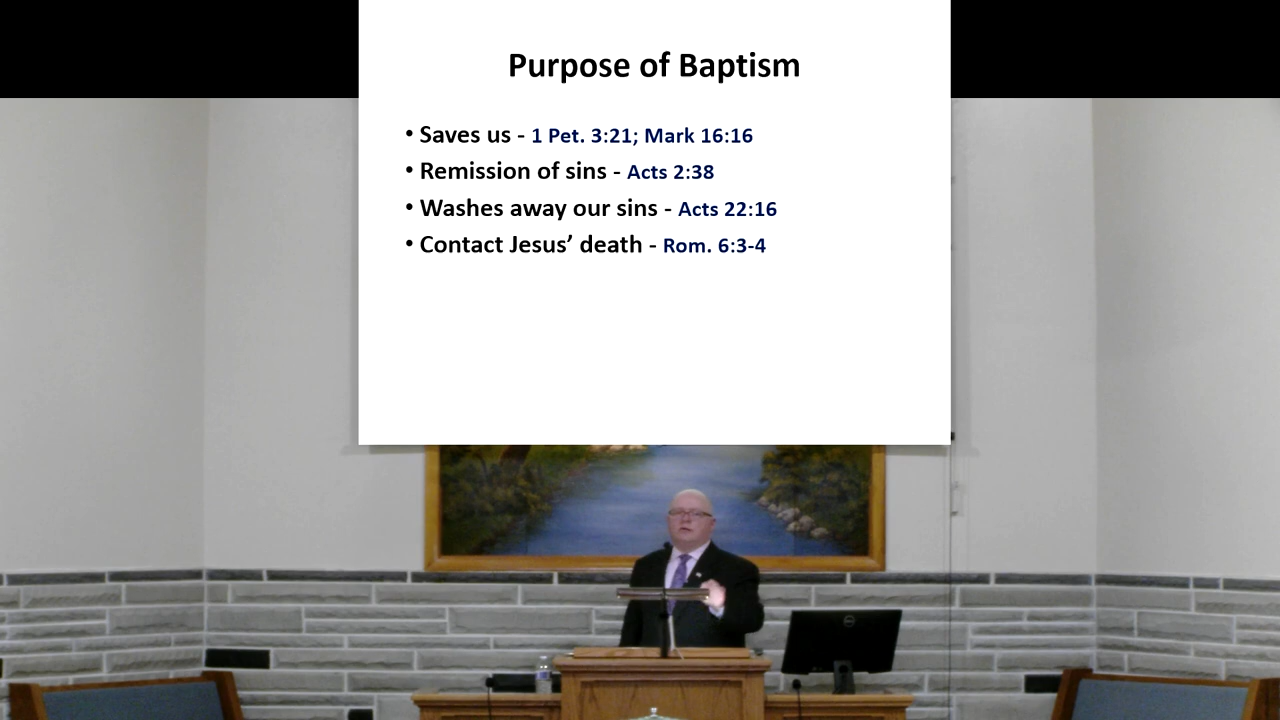 Purpose of Baptism
• Saves us - 1 Pet. 3:21; Mark 16:16
• Remission of sins - Acts 2:38
• Washes away our sins - Acts 22:16
• Contact Jesus’ death - Rom. 6:3-4
DELL